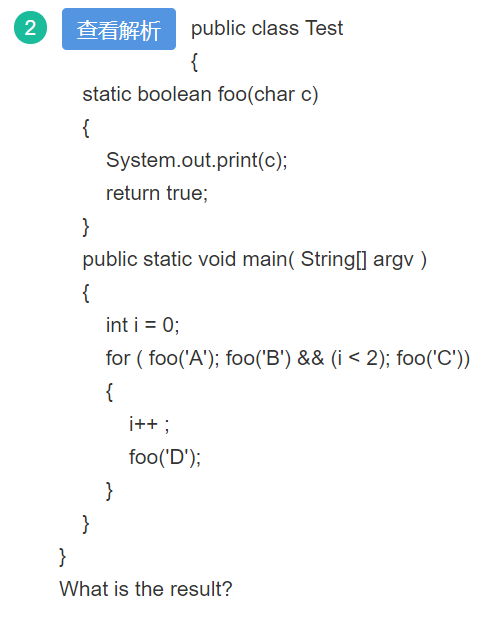 2 查看解析 public class Test
{
static boolean foo(char c)
{
System.out.print(c);
return true;
}
public static void main( String[] argv )
{
int i = 0;
for ( foo('A'); foo('B') && (i < 2); foo('C'))
{
i++ ;
foo('D');
}
}
}
What is the result?